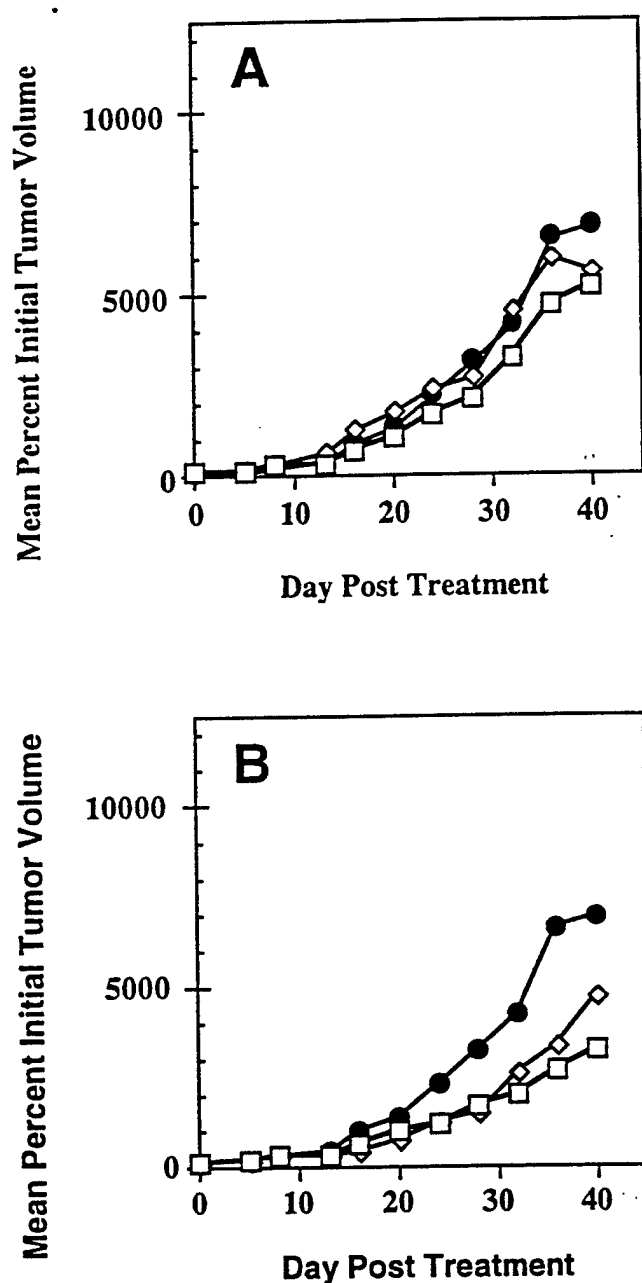 A
Mean Percent Initial Tumor Volume
10000
5000
0
0 10 20 30 40
Day Post Treatment
B
Mean Percent Initial Tumor Volume
10000
5000
0
0 10 20 30 40
Day Post Treatment